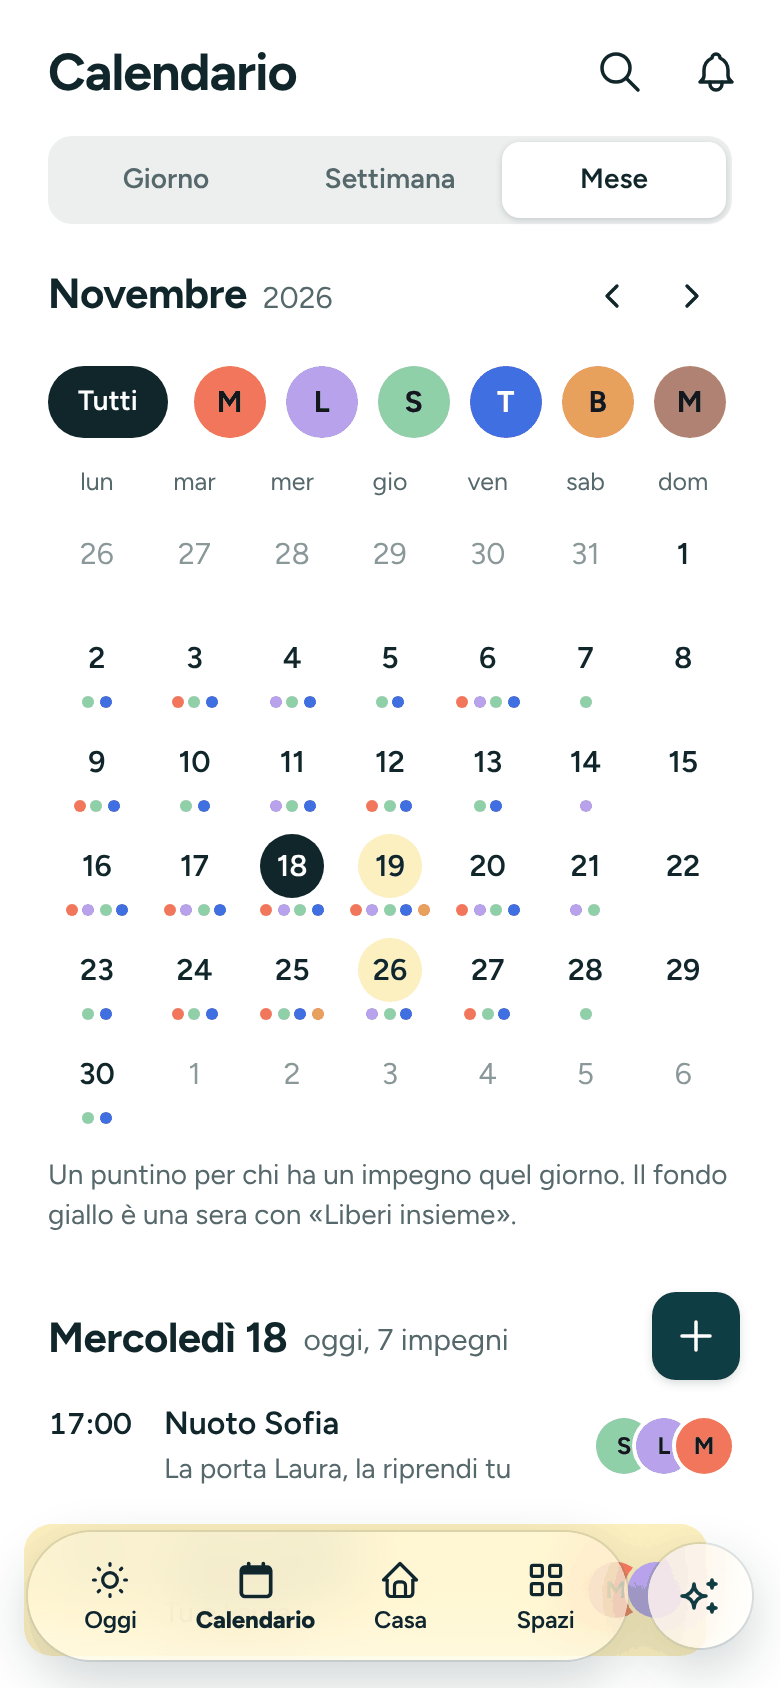 Calendario
Giorno Settimana Mese
Novembre 2026
Tutti M L S T B M
lun mar mer gio ven sab dom
26 27 28 29 30 31 1
2 3 4 5 6 7 8
9 10 11 12 13 14 15
16 17 18 19 20 21 22
23 24 25 26 27 28 29
30 1 2 3 4 5 6
Un puntino per chi ha un impegno quel giorno. Il fondo
giallo è una sera con «Liberi insieme».
Mercoledì 18 oggi, 7 impegni
17:00 Nuoto Sofia S L M
La porta Laura, la riprendi tu
M
Oggi Calendario Casa Spazi